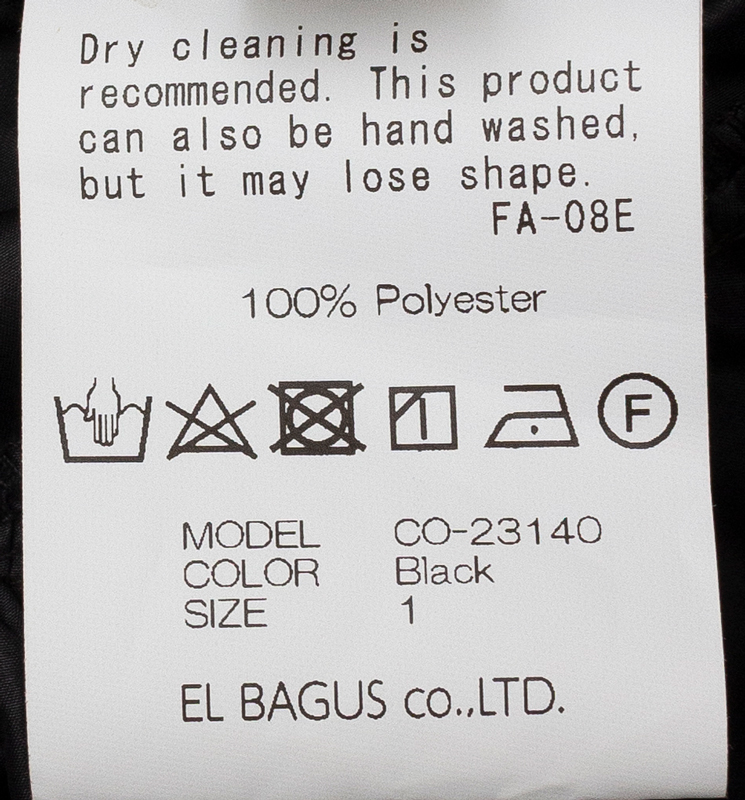 Dry cleaning is
recommended. This product
can also be hand washed,
but it may lose shape.
FA-08E
100% Polyester
F
MODEL CO-23140
COLOR Black
SIZE 1
EL BAGUS co.,LTD.